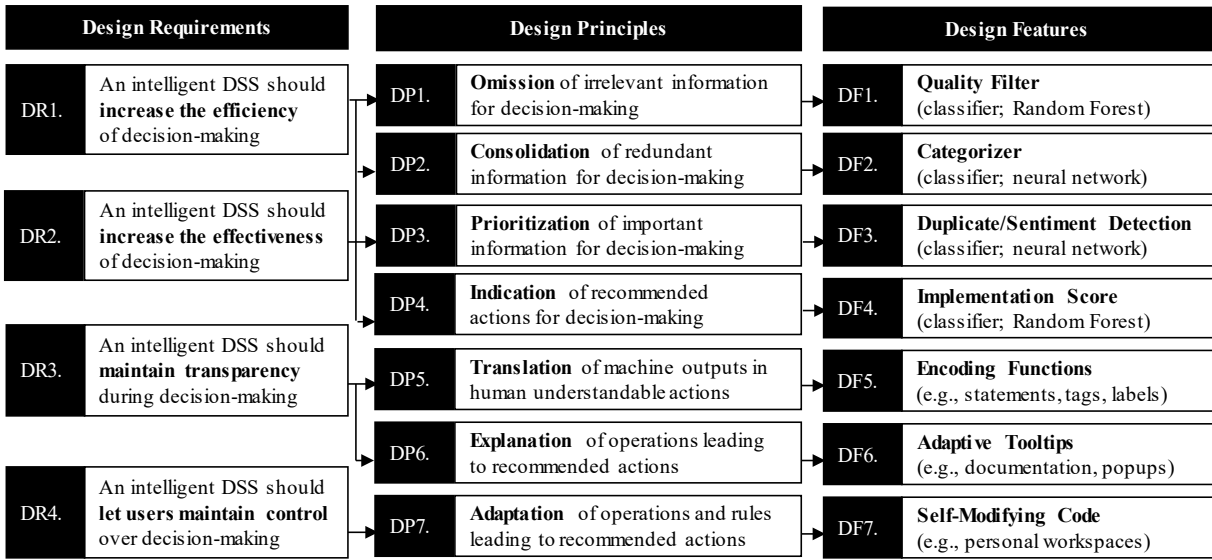 Design Requirements
DR1.
An intelligent DSS should
increase the efficiency
of decision-making
DR2.
An intelligent DSS should
increase the effectiveness
of decision-making
DR3.
An intelligent DSS should
maintain transparency
during decision-making
DR4.
An intelligent DSS should
let users maintain control
over decision-making
Design Principles
DP1.
Omission of irrelevant information
for decision-making
DP2.
Consolidation of redundant
information for decision-making
DP3.
Prioritization of important
information for decision-making
DP4.
Indication of recommended
actions for decision-making
DP5.
Translation of machine outputs in
human understandable actions
DP6.
Explanation of operations leading
to recommended actions
DP7.
Adaptation of operations and rules
leading to recommended actions
Design Features
DF1.
Quality Filter
(classifier; Random Forest)
DF2.
Categorizer
(classifier; neural network)
DF3.
Duplicate/Sentiment Detection
(classifier; neural network)
DF4.
Implementation Score
(classifier; Random Forest)
DF5.
Encoding Functions
(e.g., statements, tags, labels)
DF6.
Adaptive Tooltips
(e.g., documentation, popups)
DF7.
Self-Modifying Code
(e.g., personal workspaces)